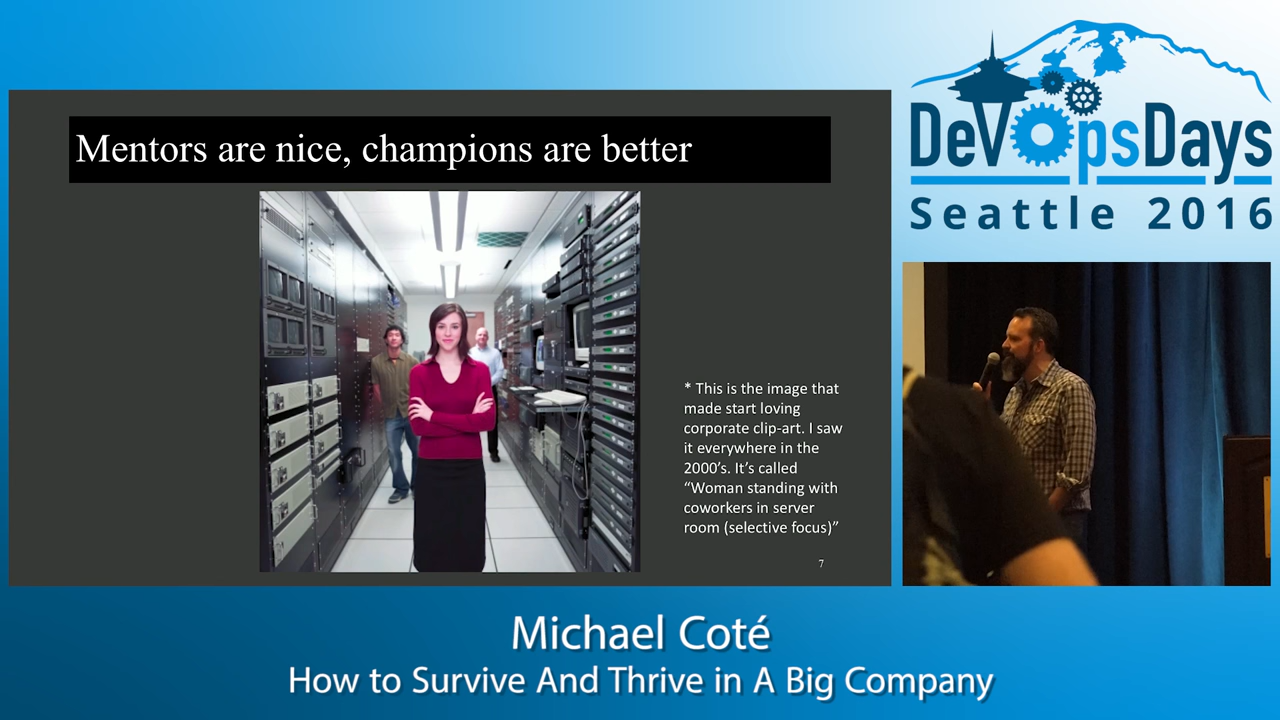 Mentors are nice, champions are better
* This is the image that
made start loving
corporate clip-art. I saw
it everywhere in the
2000’s. It’s called
“Woman standing with
coworkers in server
room (selective focus)”
7
DevOpsDays
Seattle 2016
Michael Coté
How to Survive And Thrive in A Big Company